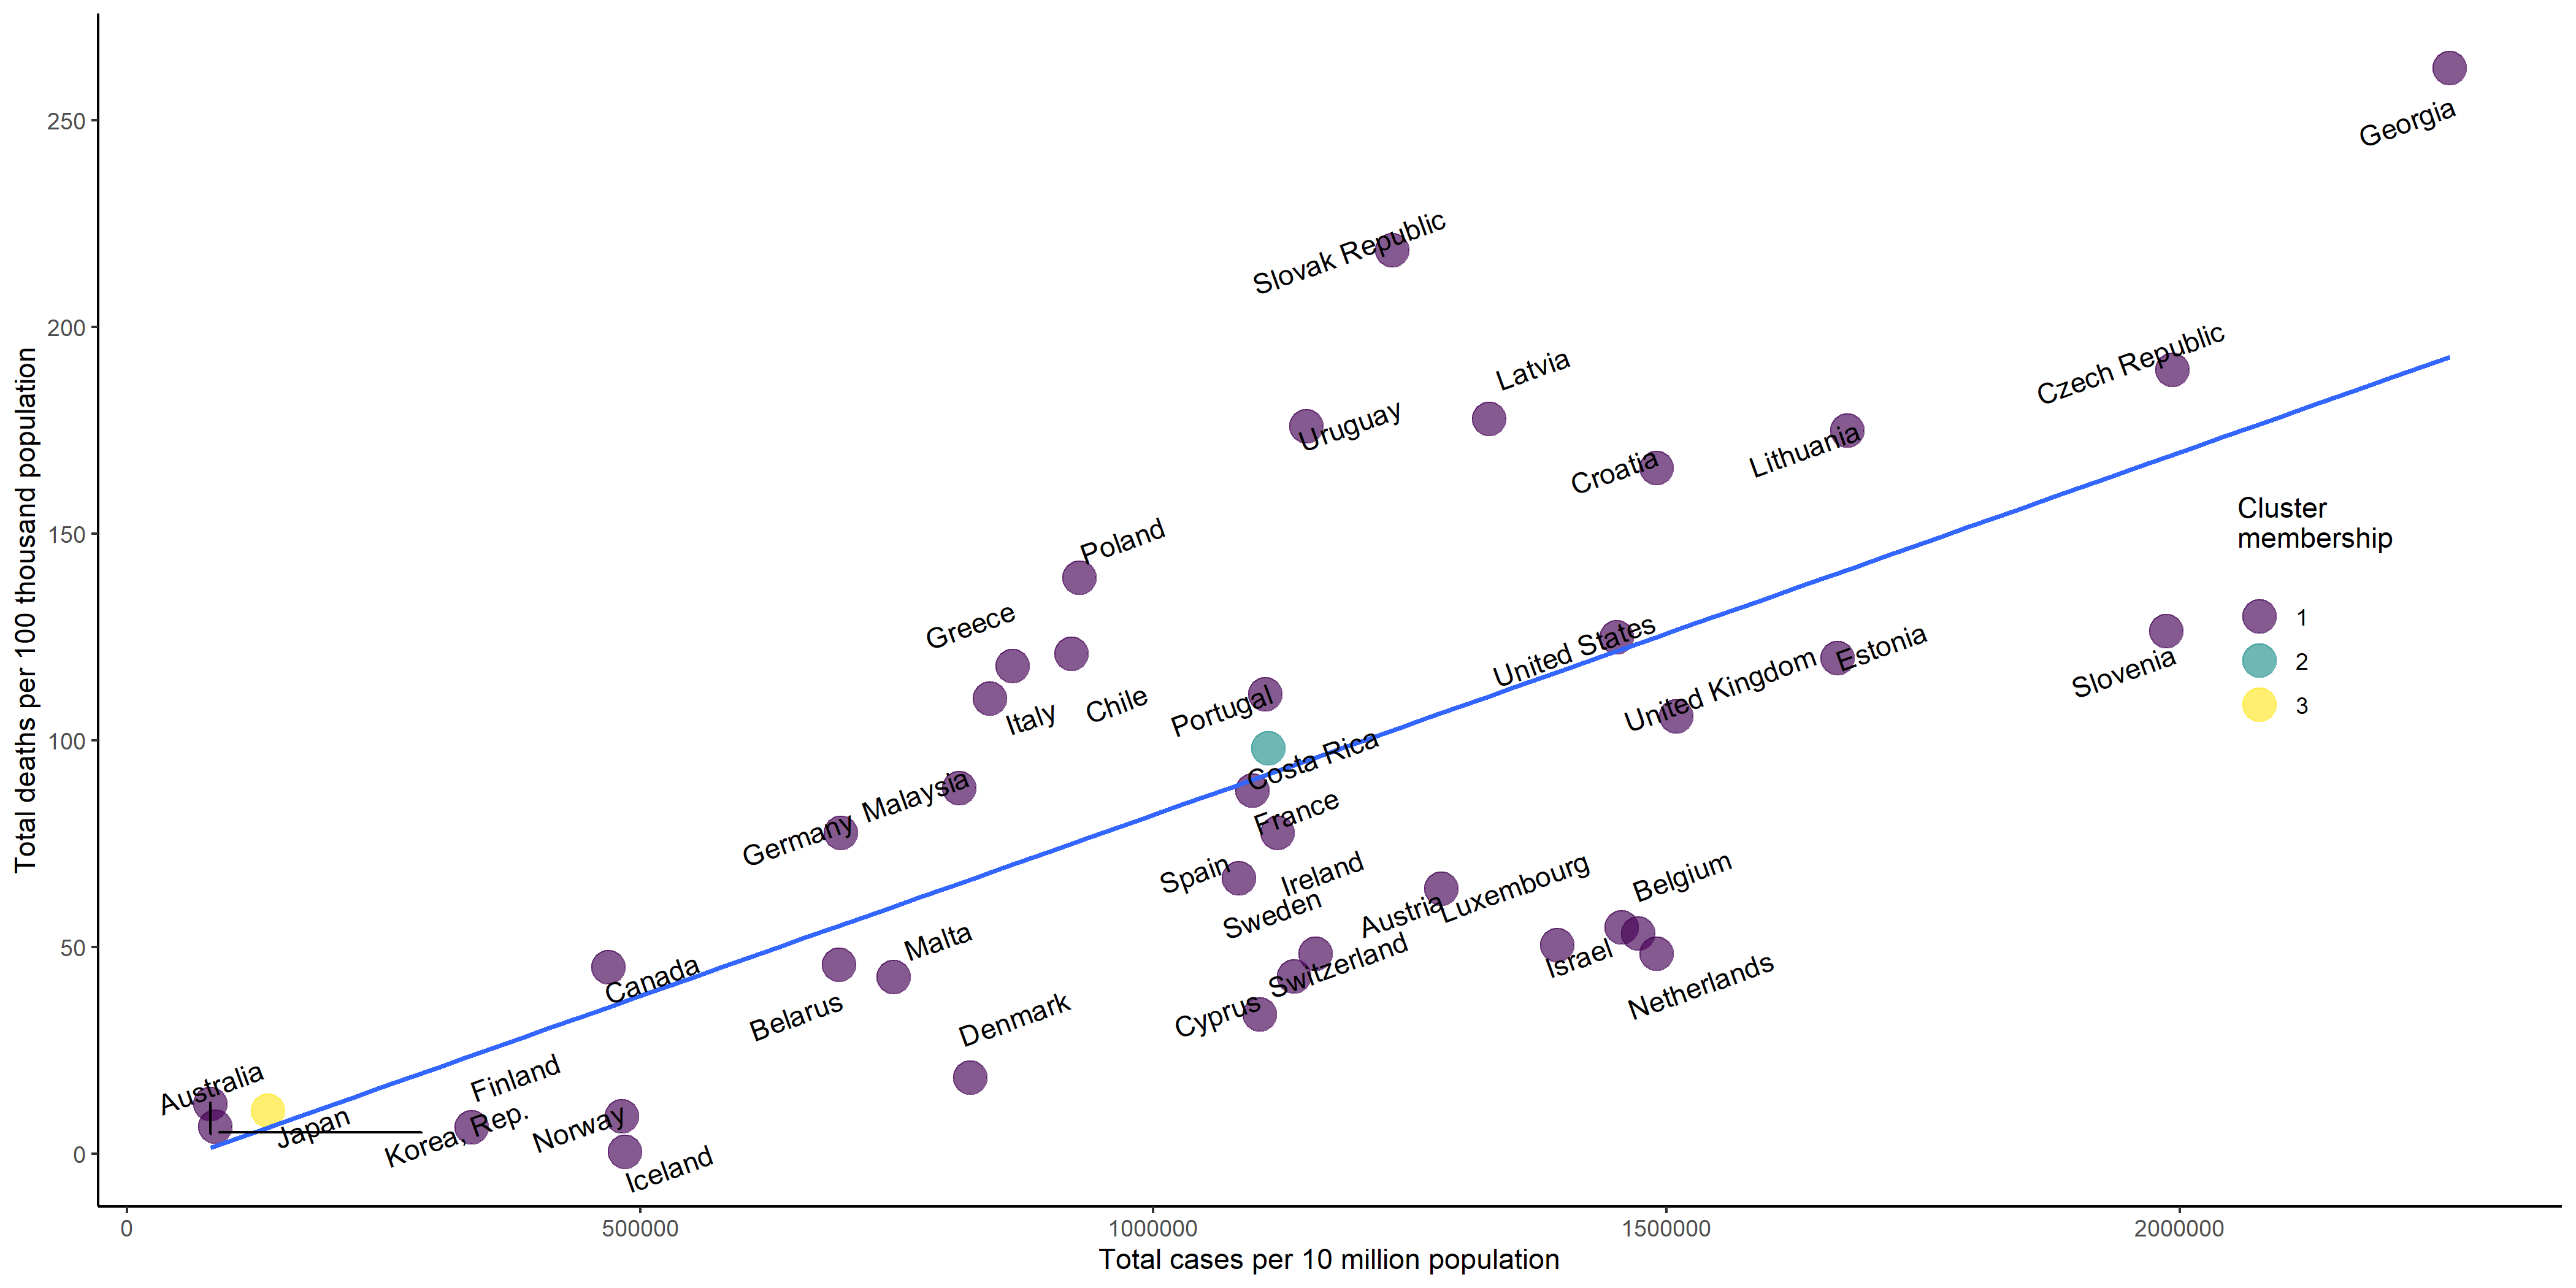 Georgia
Slovak Republic
Czech Republic
Latvia
Uruguay
Lithuania
Croatia
Poland
Greece
Estonia
United States
Slovenia
United Kingdom
Italy
Chile
Portugal
Costa Rica
Malaysia
France
Germany
Spain
Ireland
Luxembourg
Belgium
Sweden
Austria
Malta
Switzerland
Israel
Canada
Netherlands
Belarus
Cyprus
Denmark
Australia
Finland
Japan
Korea, Rep.
Norway
Iceland
Cluster
membership
1
2
3
250
200
150
100
50
0
Total deaths per 100 thousand population
0
500000
1000000
1500000
2000000
Total cases per 10 million population